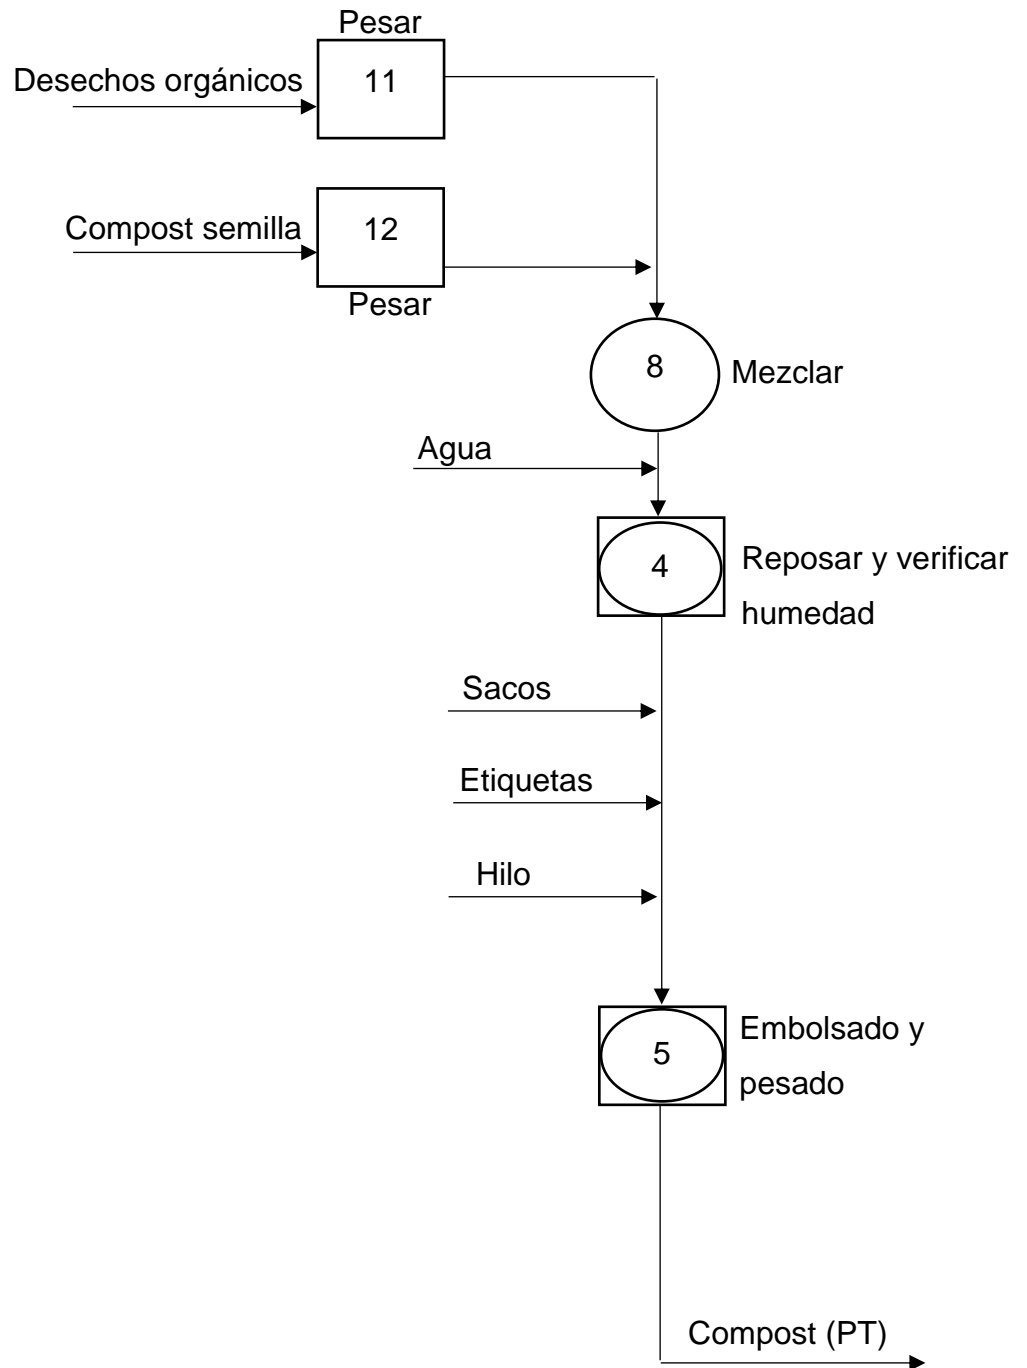 Pesar
Desechos orgánicos
11
Compost semilla
12
Pesar
8
Mezclar
Agua
4
Reposar y verificar
humedad
Sacos
Etiquetas
Hilo
5
Embolsado y
pesado
Compost (PT)